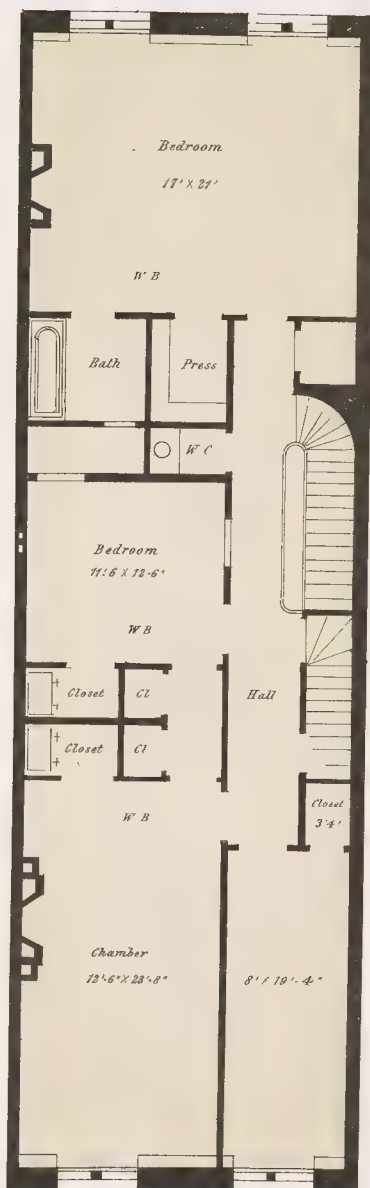 Bedroom
17' X 21'
W B
Bath
Press
W C
Bedroom
11'.6 X 12'-6"
W B
Closet
Cl
Hall
Closet
Cl
W B
Closet
3'4'
Chamber
12'-6" X 23'-8"
8' X 19'-4"